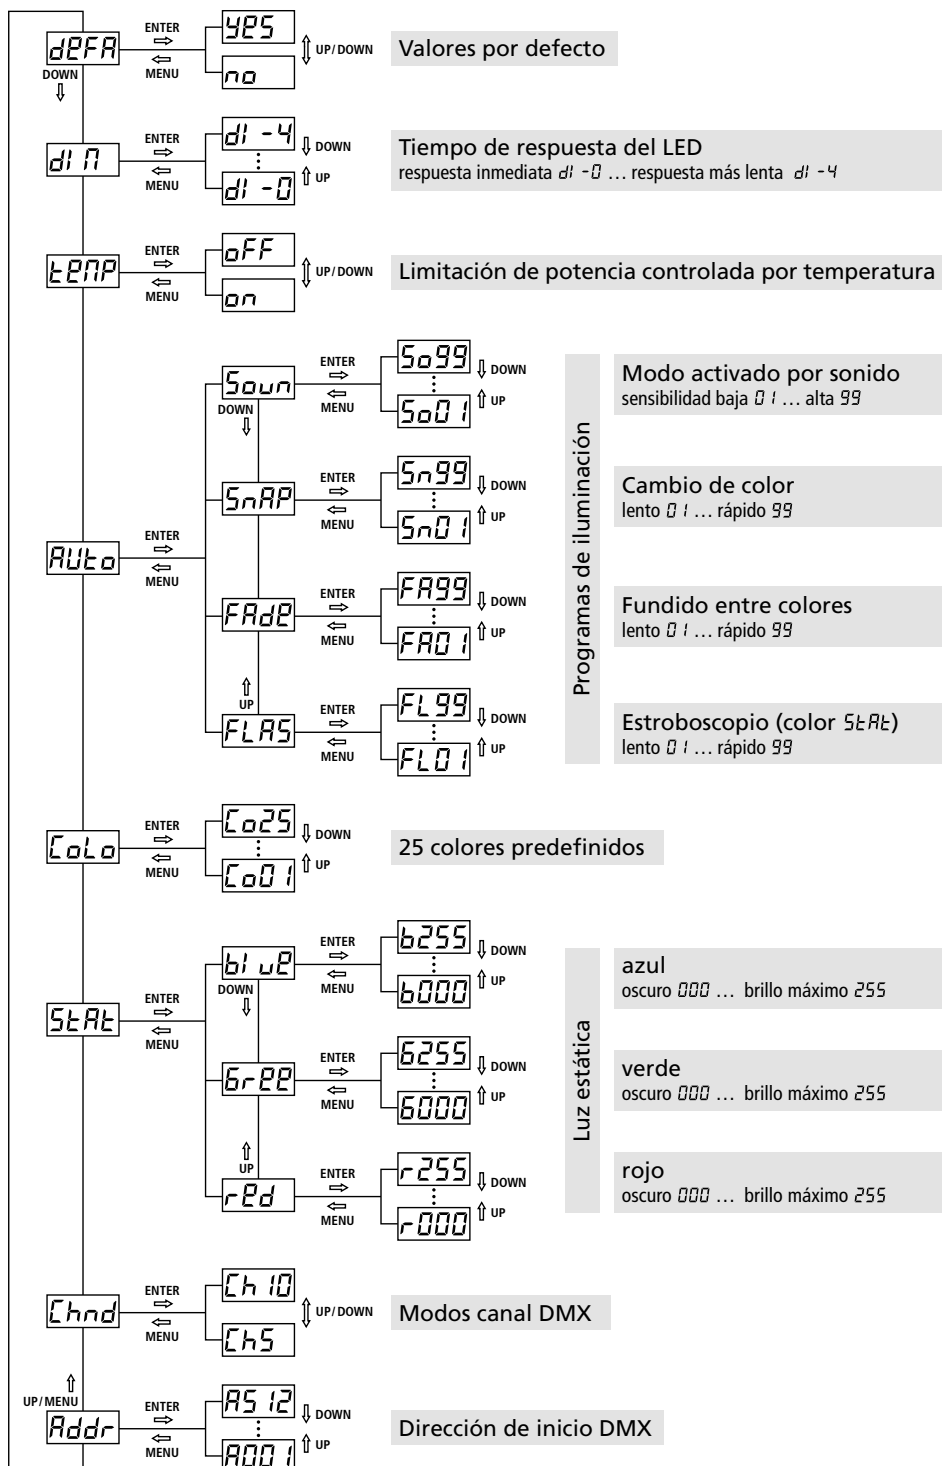 dEFA
ENTER
MENU
YES
no
UP/DOWN
Valores por defecto
DOWN
diM
ENTER
MENU
di-4
di-0
DOWN
UP
Tiempo de respuesta del LED
respuesta inmediata di-0 … respuesta más lenta di-4
tEMP
ENTER
MENU
oFF
on
UP/DOWN
Limitación de potencia controlada por temperatura
AUto
ENTER
MENU
Soun
DOWN
ENTER
MENU
So99
So01
DOWN
UP
Programas de iluminación
Modo activado por sonido
sensibilidad baja 01 … alta 99
SnAP
ENTER
MENU
Sn99
Sn01
DOWN
UP
Cambio de color
lento 01 … rápido 99
FAdE
ENTER
MENU
FA99
FA01
DOWN
UP
Fundido entre colores
lento 01 … rápido 99
UP
FLAS
ENTER
MENU
FL99
FL01
DOWN
UP
Estroboscopio (color StAt)
lento 01 … rápido 99
CoLo
ENTER
MENU
Co25
Co01
DOWN
UP
25 colores predefinidos
StAt
ENTER
MENU
bluE
DOWN
ENTER
MENU
b255
b000
DOWN
UP
Luz estática
azul
oscuro 000 … brillo máximo 255
GrEE
ENTER
MENU
G255
G000
DOWN
UP
verde
oscuro 000 … brillo máximo 255
UP
rEd
ENTER
MENU
r255
r000
DOWN
UP
rojo
oscuro 000 … brillo máximo 255
Chnd
ENTER
MENU
Ch10
Ch5
UP/DOWN
Modos canal DMX
UP/MENU
Addr
ENTER
MENU
A512
A001
DOWN
UP
Dirección de inicio DMX